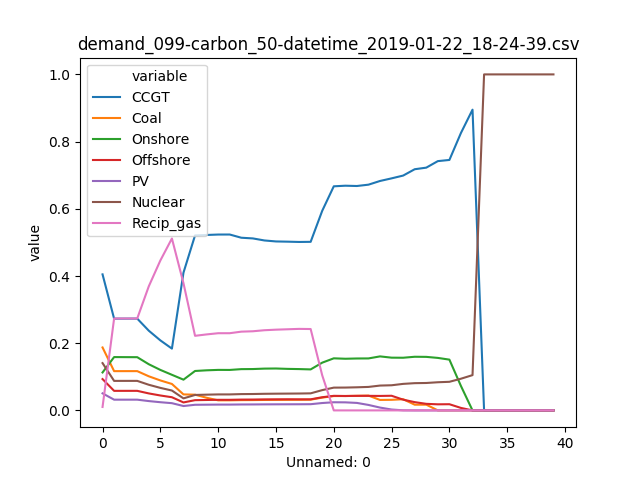 demand_099-carbon_50-datetime_2019-01-22_18-24-39.csv
1.0
0.8
0.6
0.4
0.2
0.0
value
variable
CCGT
Coal
Onshore
Offshore
PV
Nuclear
Recip_gas
0 5 10 15 20 25 30 35 40
Unnamed: 0